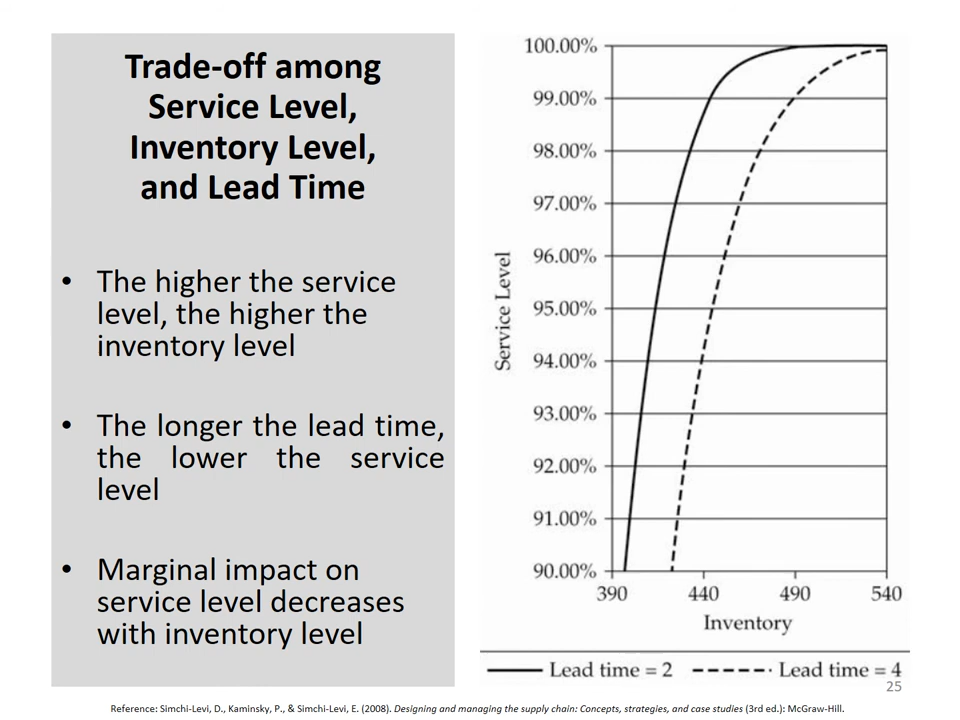 Trade-off among
Service Level,
Inventory Level,
and Lead Time
• The higher the service
level, the higher the
inventory level
• The longer the lead time,
the lower the service
level
• Marginal impact on
service level decreases
with inventory level
100.00%
99.00%
98.00%
97.00%
96.00%
95.00%
94.00%
93.00%
92.00%
91.00%
90.00%
Service Level
390 440 490 540
Inventory
Lead time = 2 Lead time = 4
25
Reference: Simchi-Levi, D., Kaminsky, P., & Simchi-Levi, E. (2008). Designing and managing the supply chain: Concepts, strategies, and case studies (3rd ed.): McGraw-Hill.